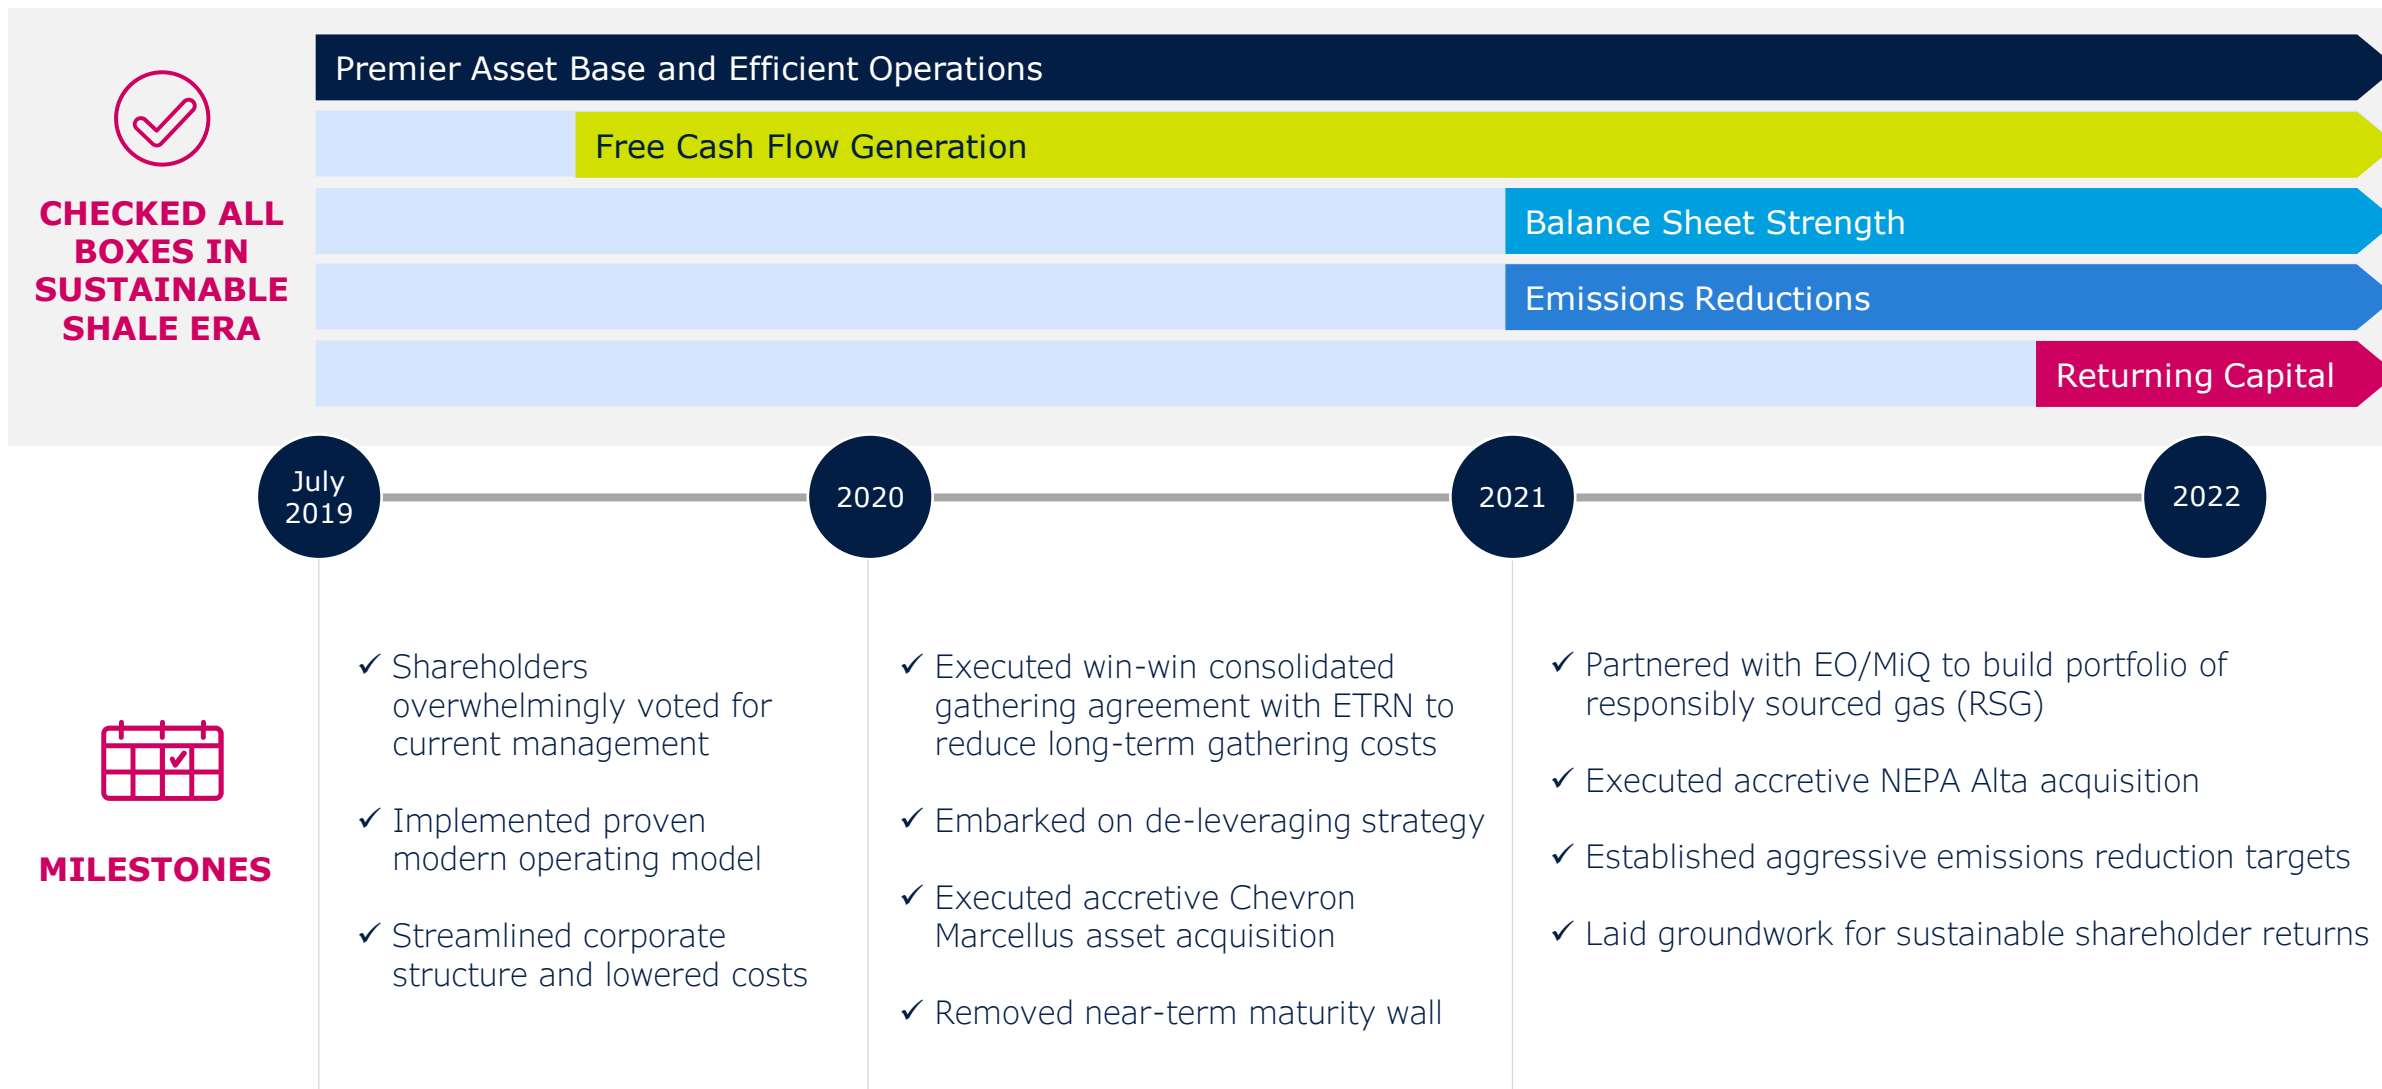 Premier Asset Base and Efficient Operations
Free Cash Flow Generation
Balance Sheet Strength
Emissions Reductions
Returning Capital
CHECKED ALL
BOXES IN
SUSTAINABLE
SHALE ERA
July
2019
2020
2021
2022
MILESTONES
✓ Shareholders
overwhelmingly voted for
current management
✓ Implemented proven
modern operating model
✓ Streamlined corporate
structure and lowered costs
✓ Executed win-win consolidated
gathering agreement with ETRN to
reduce long-term gathering costs
✓ Embarked on de-leveraging strategy
✓ Executed accretive Chevron
Marcellus asset acquisition
✓ Removed near-term maturity wall
✓ Partnered with EO/MiQ to build portfolio of
responsibly sourced gas (RSG)
✓ Executed accretive NEPA Alta acquisition
✓ Established aggressive emissions reduction targets
✓ Laid groundwork for sustainable shareholder returns